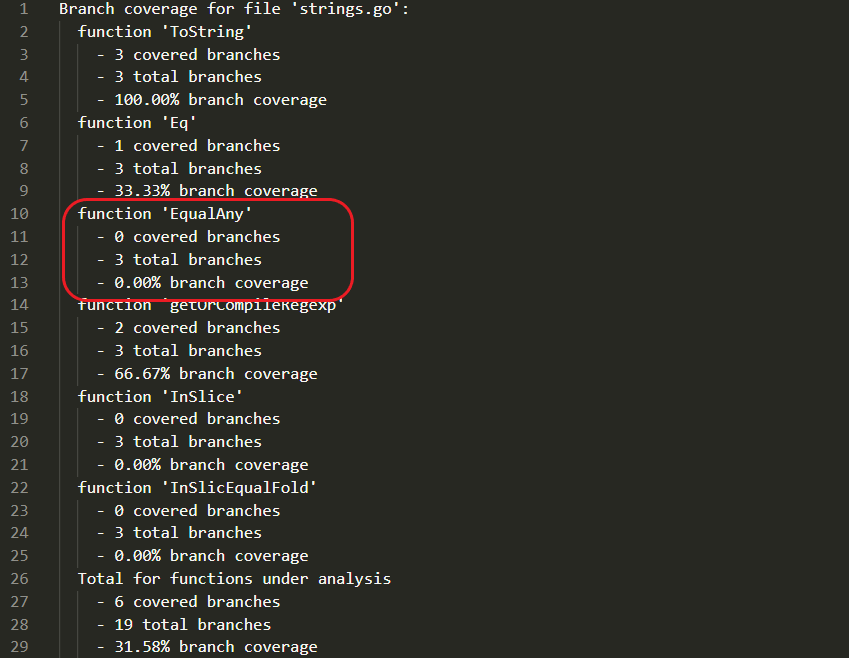 1 Branch coverage for file 'strings.go':
2 function 'ToString'
3 - 3 covered branches
4 - 3 total branches
5 - 100.00% branch coverage
6 function 'Eq'
7 - 1 covered branches
8 - 3 total branches
9 - 33.33% branch coverage
10 function 'EqualAny'
11 - 0 covered branches
12 - 3 total branches
13 - 0.00% branch coverage
14 function 'getOrCompileRegexp'
15 - 2 covered branches
16 - 3 total branches
17 - 66.67% branch coverage
18 function 'InSlice'
19 - 0 covered branches
20 - 3 total branches
21 - 0.00% branch coverage
22 function 'InSlicEqualFold'
23 - 0 covered branches
24 - 3 total branches
25 - 0.00% branch coverage
26 Total for functions under analysis
27 - 6 covered branches
28 - 19 total branches
29 - 31.58% branch coverage